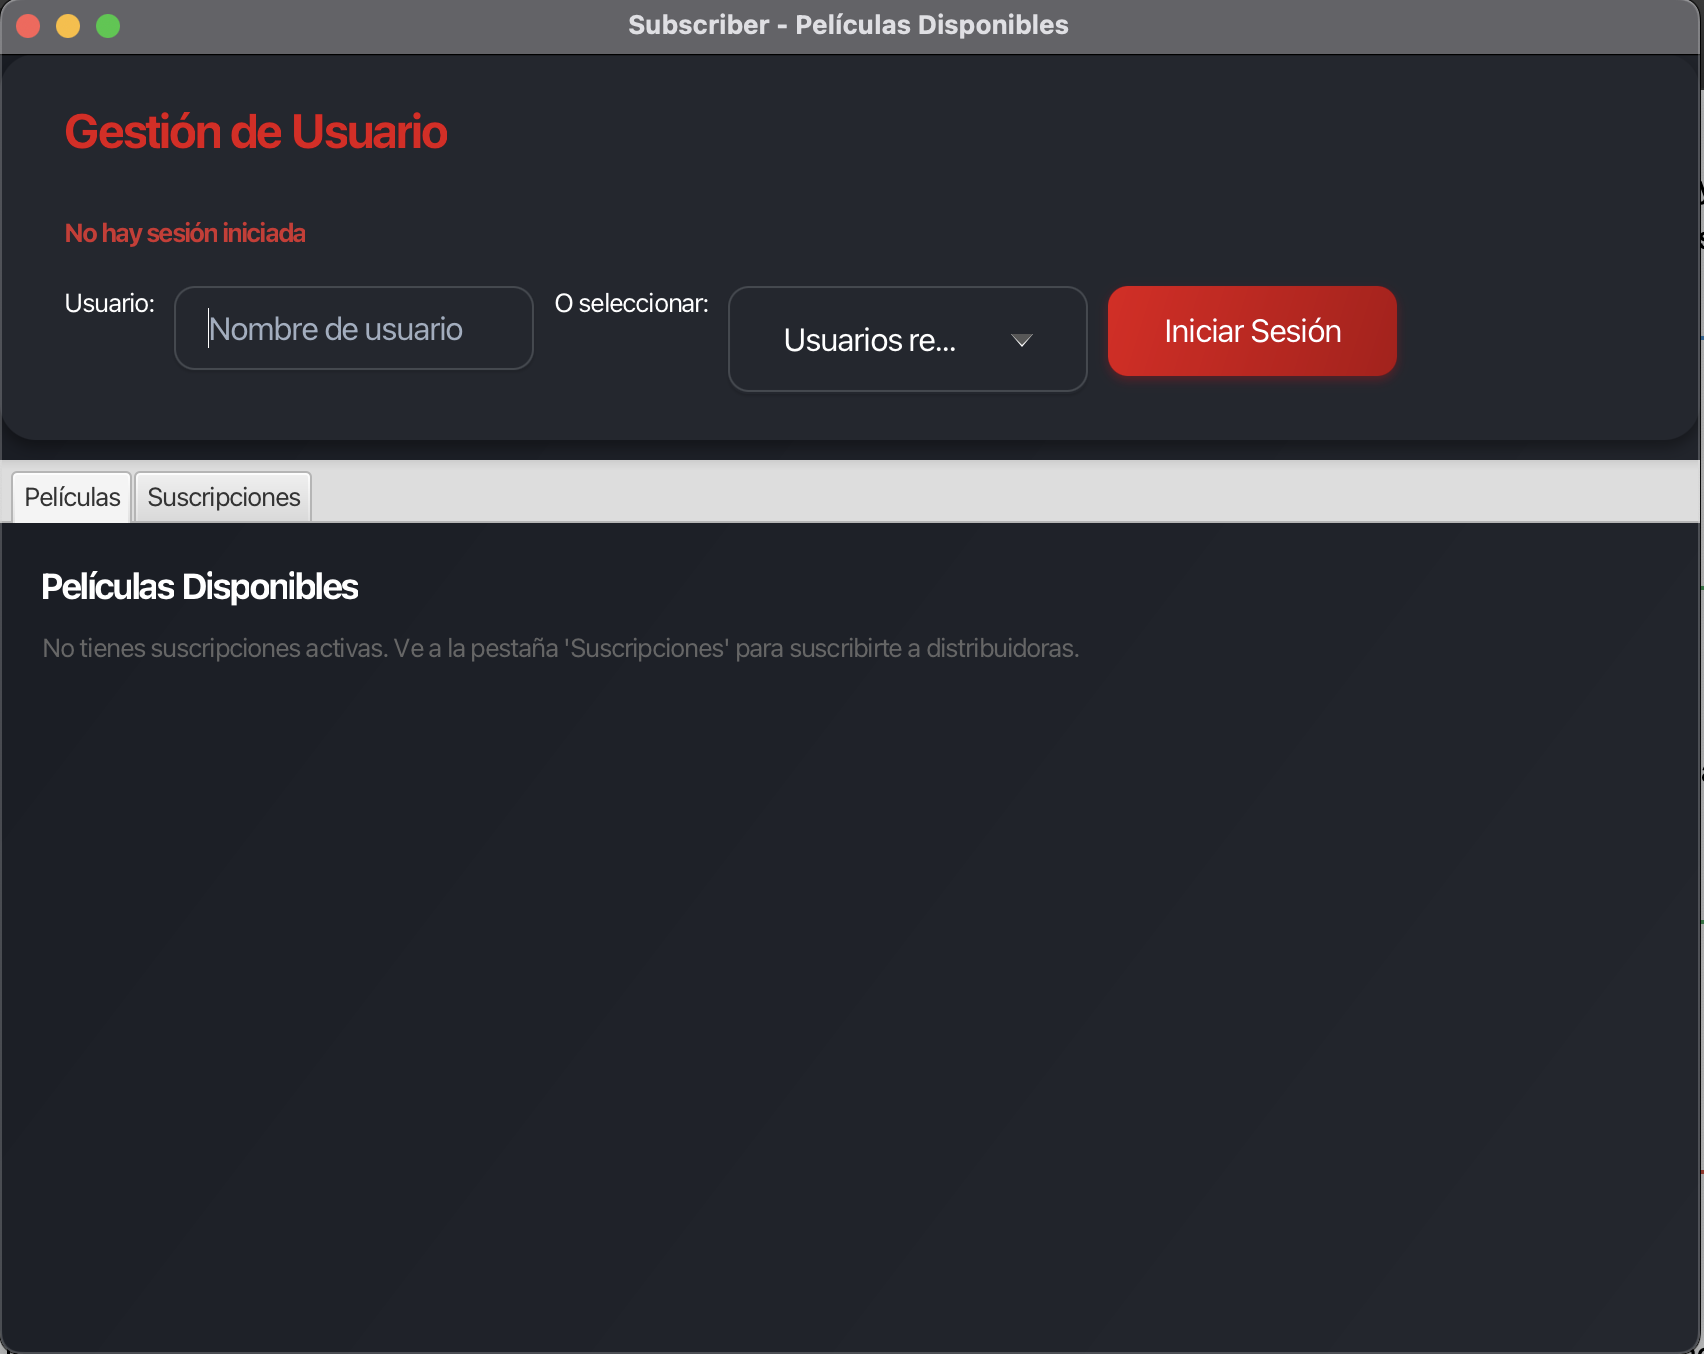 Subscriber - Películas Disponibles
Gestión de Usuario
No hay sesión iniciada
Usuario: Nombre de usuario O seleccionar: Usuarios re... Iniciar Sesión
Películas Suscripciones
Películas Disponibles
No tienes suscripciones activas. Ve a la pestaña 'Suscripciones' para suscribirte a distribuidoras.